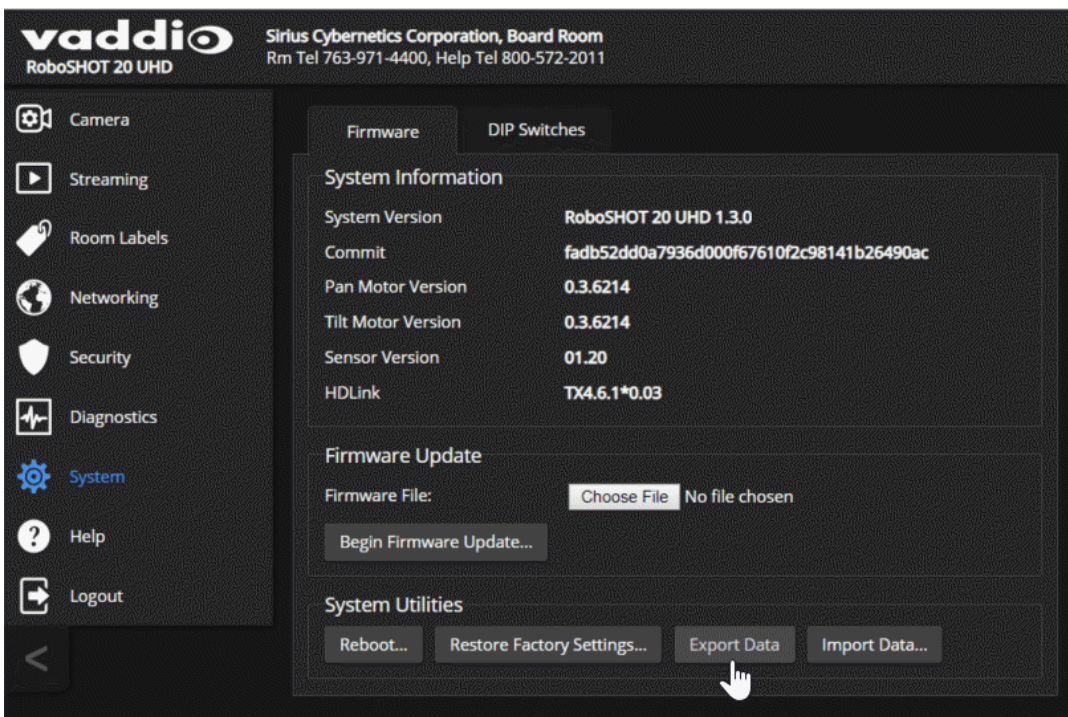 vaddio
RoboSHOT 20 UHD
Sirius Cybernetics Corporation, Board Room
Rm Tel 763-971-4400, Help Tel 800-572-2011
Camera
Streaming
Room Labels
Networking
Security
Diagnostics
System
Help
Logout
<
Firmware DIP Switches
System Information
System Version RoboSHOT 20 UHD 1.3.0
Commit fadb52dd0a7936d000f67610f2c98141b26490ac
Pan Motor Version 0.3.6214
Tilt Motor Version 0.3.6214
Sensor Version 01.20
HDLink TX4.6.1*0.03
Firmware Update
Firmware File: Choose File No file chosen
Begin Firmware Update...
System Utilities
Reboot... Restore Factory Settings... Export Data Import Data...